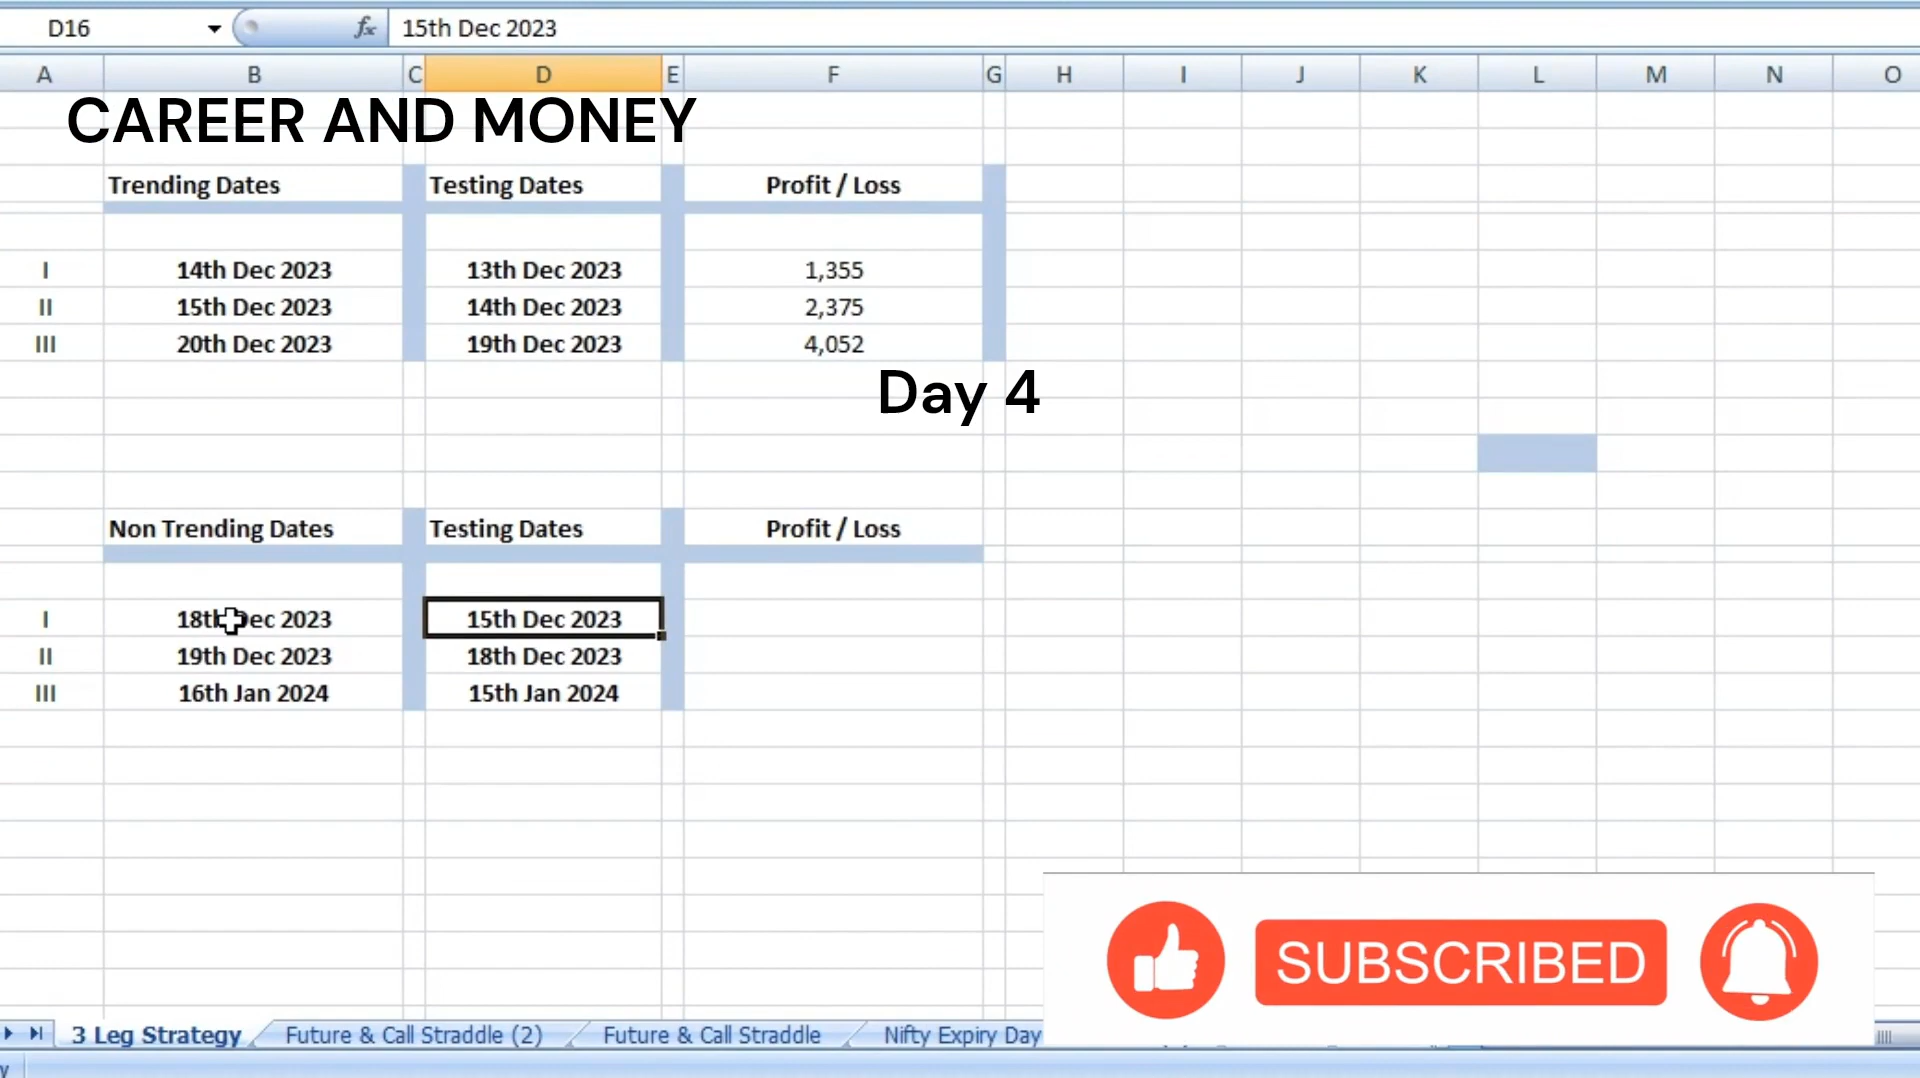 D16 fx 15th Dec 2023
A B C D E F G H I J K L M N O
CAREER AND MONEY
Trending Dates Testing Dates Profit / Loss
I 14th Dec 2023 13th Dec 2023 1,355
II 15th Dec 2023 14th Dec 2023 2,375
III 20th Dec 2023 19th Dec 2023 4,052
Day 4
Non Trending Dates Testing Dates Profit / Loss
I 18th Dec 2023 15th Dec 2023
II 19th Dec 2023 18th Dec 2023
III 16th Jan 2024 15th Jan 2024
SUBSCRIBED
3 Leg Strategy Future & Call Straddle (2) Future & Call Straddle Nifty Expiry Day